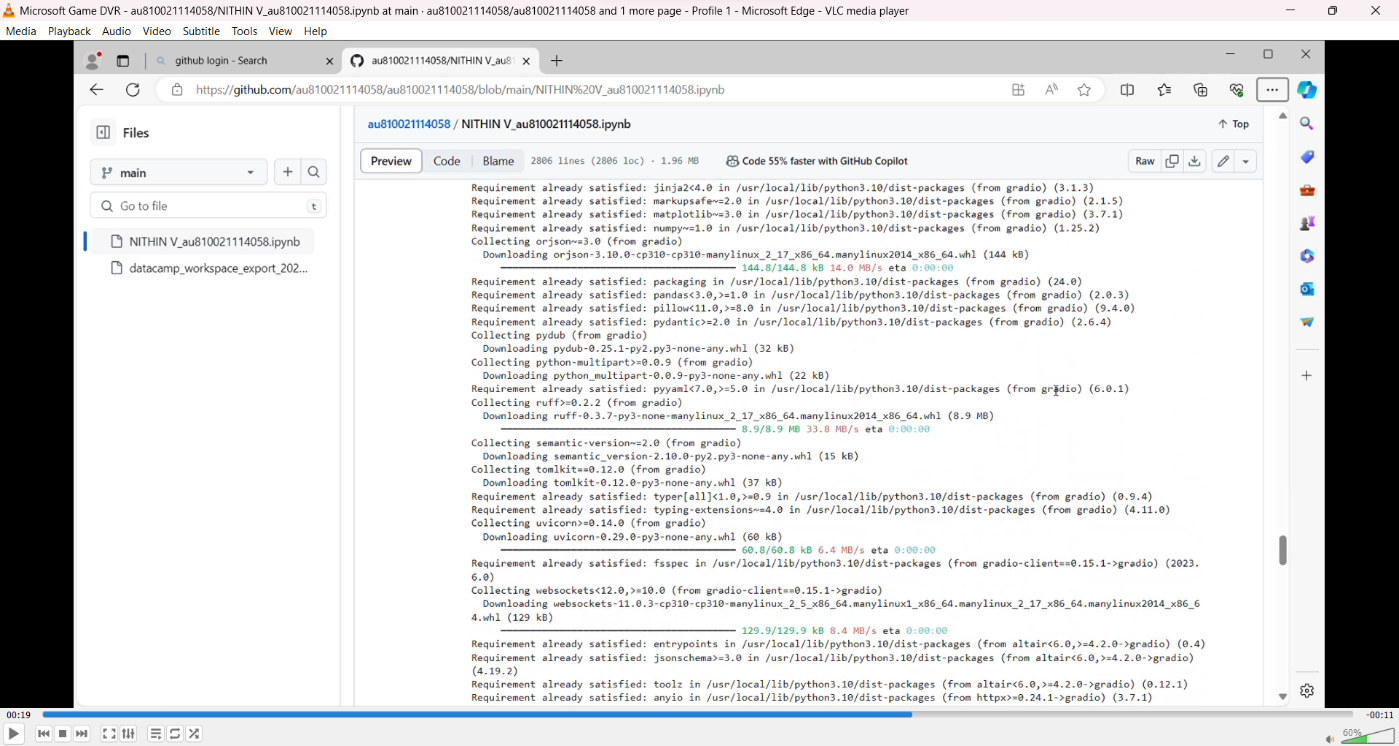 Microsoft Game DVR - au810021114058/NITHIN V_au810021114058.ipynb at main · au810021114058/au810021114058 and 1 more page - Profile 1 - Microsoft Edge - VLC media player
Media Playback Audio Video Subtitle Tools View Help
github login - Search
au810021114058/NITHIN V_au8
https://github.com/au810021114058/au810021114058/blob/main/NITHIN%20V_au810021114058.ipynb
Files
au810021114058 / NITHIN V_au810021114058.ipynb
Top
main
Preview Code Blame 2806 lines (2806 loc) · 1.96 MB Code 55% faster with GitHub Copilot Raw
Go to file t
NITHIN V_au810021114058.ipynb
datacamp_workspace_export_202...
Requirement already satisfied: jinja2<4.0 in /usr/local/lib/python3.10/dist-packages (from gradio) (3.1.3)
Requirement already satisfied: markupsafe~=2.0 in /usr/local/lib/python3.10/dist-packages (from gradio) (2.1.5)
Requirement already satisfied: matplotlib~=3.0 in /usr/local/lib/python3.10/dist-packages (from gradio) (3.7.1)
Requirement already satisfied: numpy~=1.0 in /usr/local/lib/python3.10/dist-packages (from gradio) (1.25.2)
Collecting orjson~=3.0 (from gradio)
Downloading orjson-3.10.0-cp310-cp310-manylinux_2_17_x86_64.manylinux2014_x86_64.whl (144 kB)
144.8/144.8 kB 14.0 MB/s eta 0:00:00
Requirement already satisfied: packaging in /usr/local/lib/python3.10/dist-packages (from gradio) (24.0)
Requirement already satisfied: pandas<3.0,>=1.0 in /usr/local/lib/python3.10/dist-packages (from gradio) (2.0.3)
Requirement already satisfied: pillow<11.0,>=8.0 in /usr/local/lib/python3.10/dist-packages (from gradio) (9.4.0)
Requirement already satisfied: pydantic>=2.0 in /usr/local/lib/python3.10/dist-packages (from gradio) (2.6.4)
Collecting pydub (from gradio)
Downloading pydub-0.25.1-py2.py3-none-any.whl (32 kB)
Collecting python-multipart>=0.0.9 (from gradio)
Downloading python_multipart-0.0.9-py3-none-any.whl (22 kB)
Requirement already satisfied: pyyaml<7.0,>=5.0 in /usr/local/lib/python3.10/dist-packages (from gradio) (6.0.1)
Collecting ruff>=0.2.2 (from gradio)
Downloading ruff-0.3.7-py3-none-manylinux_2_17_x86_64.manylinux2014_x86_64.whl (8.9 MB)
8.9/8.9 MB 33.8 MB/s eta 0:00:00
Collecting semantic-version~=2.0 (from gradio)
Downloading semantic_version-2.10.0-py2.py3-none-any.whl (15 kB)
Collecting tomlkit==0.12.0 (from gradio)
Downloading tomlkit-0.12.0-py3-none-any.whl (37 kB)
Requirement already satisfied: typer[all]<1.0,>=0.9 in /usr/local/lib/python3.10/dist-packages (from gradio) (0.9.4)
Requirement already satisfied: typing-extensions~=4.0 in /usr/local/lib/python3.10/dist-packages (from gradio) (4.11.0)
Collecting uvicorn>=0.14.0 (from gradio)
Downloading uvicorn-0.29.0-py3-none-any.whl (60 kB)
60.8/60.8 kB 6.4 MB/s eta 0:00:00
Requirement already satisfied: fsspec in /usr/local/lib/python3.10/dist-packages (from gradio-client==0.15.1->gradio) (2023.
6.0)
Collecting websockets<12.0,>=10.0 (from gradio-client==0.15.1->gradio)
Downloading websockets-11.0.3-cp310-cp310-manylinux_2_5_x86_64.manylinux1_x86_64.manylinux_2_17_x86_64.manylinux2014_x86_6
4.whl (129 kB)
129.9/129.9 kB 8.4 MB/s eta 0:00:00
Requirement already satisfied: entrypoints in /usr/local/lib/python3.10/dist-packages (from altair<6.0,>=4.2.0->gradio) (0.4)
Requirement already satisfied: jsonschema>=3.0 in /usr/local/lib/python3.10/dist-packages (from altair<6.0,>=4.2.0->gradio)
(4.19.2)
Requirement already satisfied: toolz in /usr/local/lib/python3.10/dist-packages (from altair<6.0,>=4.2.0->gradio) (0.12.1)
Requirement already satisfied: anyio in /usr/local/lib/python3.10/dist-packages (from httpx>=0.24.1->gradio) (3.7.1)
00:19 -00:11
60%